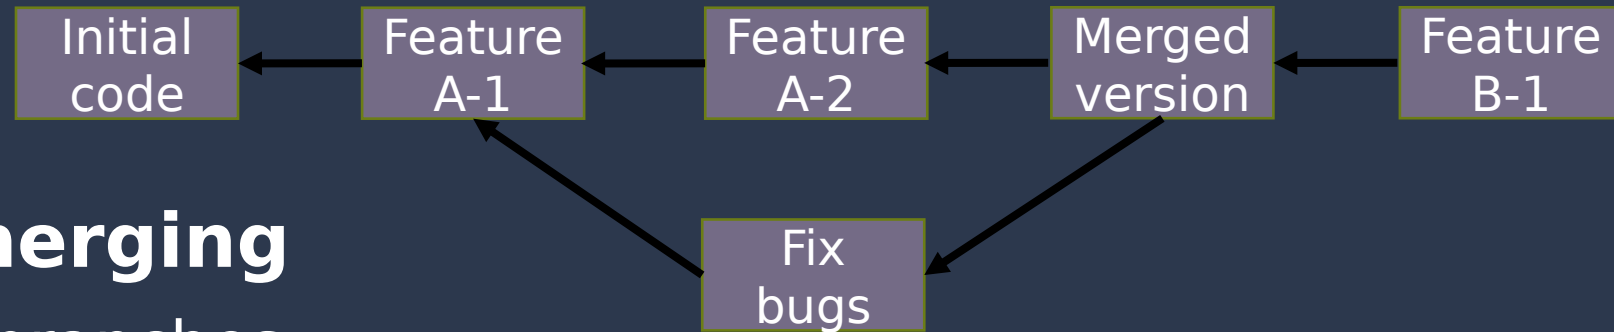 Initial
code
Feature
A-1
Feature
A-2
Merged
version
Feature
B-1
Fix
bugs